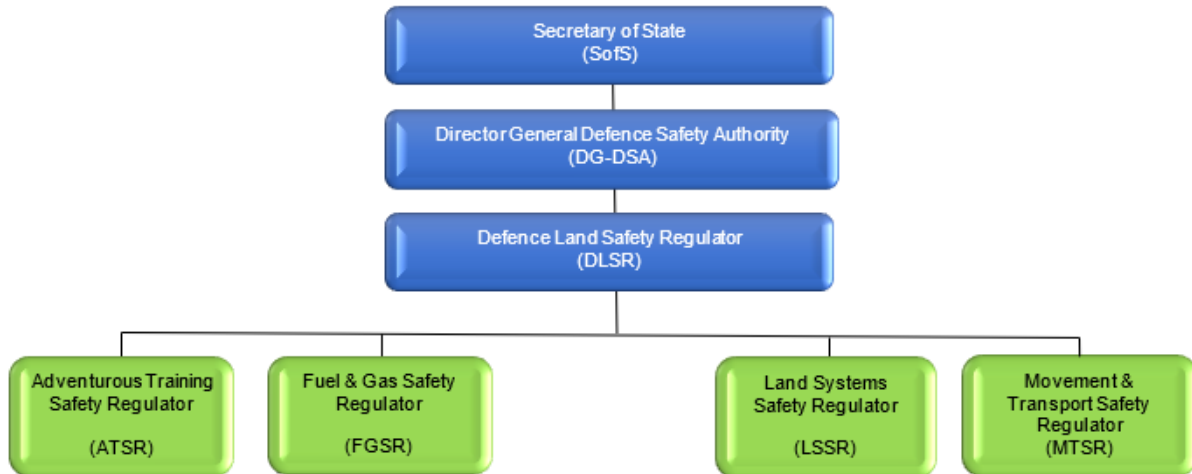 Secretary of State
(SofS)
Director General Defence Safety Authority
(DG-DSA)
Defence Land Safety Regulator
(DLSR)
Adventurous Training
Safety Regulator
(ATSR)
Fuel & Gas Safety
Regulator
(FGSR)
Land Systems
Safety Regulator
(LSSR)
Movement &
Transport Safety
Regulator
(MTSR)